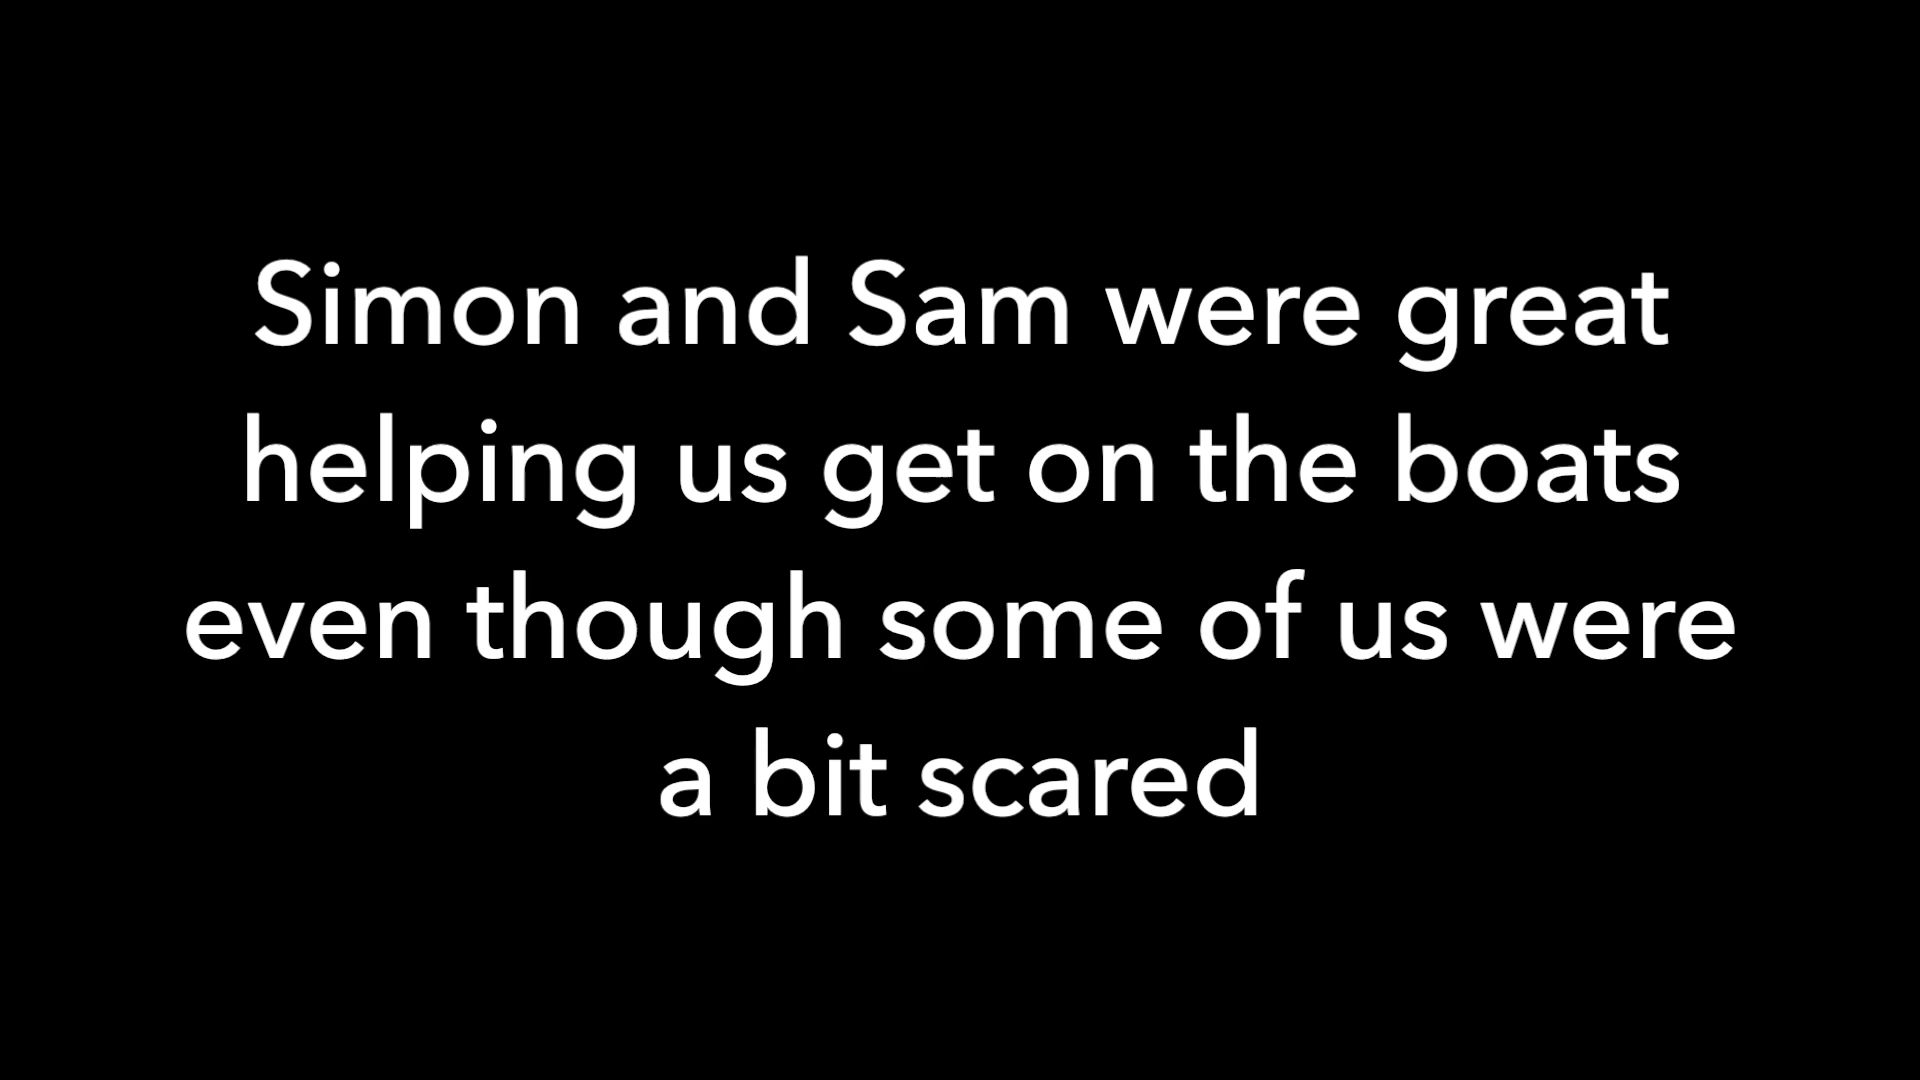 Simon and Sam were great
helping us get on the boats
even though some of us were
a bit scared